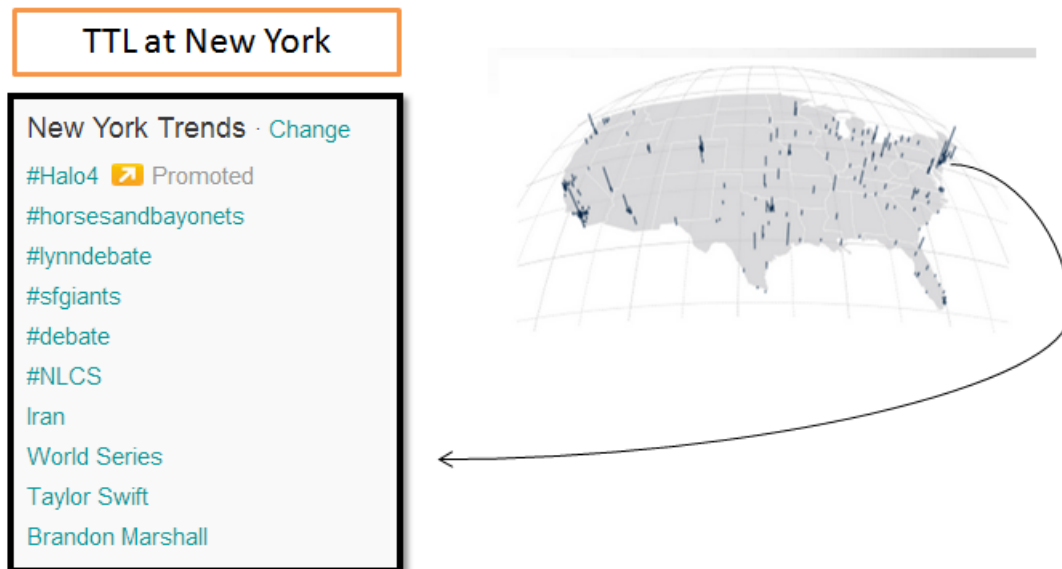 TTL at New York
New York Trends · Change
#Halo4 Promoted
#horsesandbayonets
#lynndebate
#sfgiants
#debate
#NLCS
Iran
World Series
Taylor Swift
Brandon Marshall